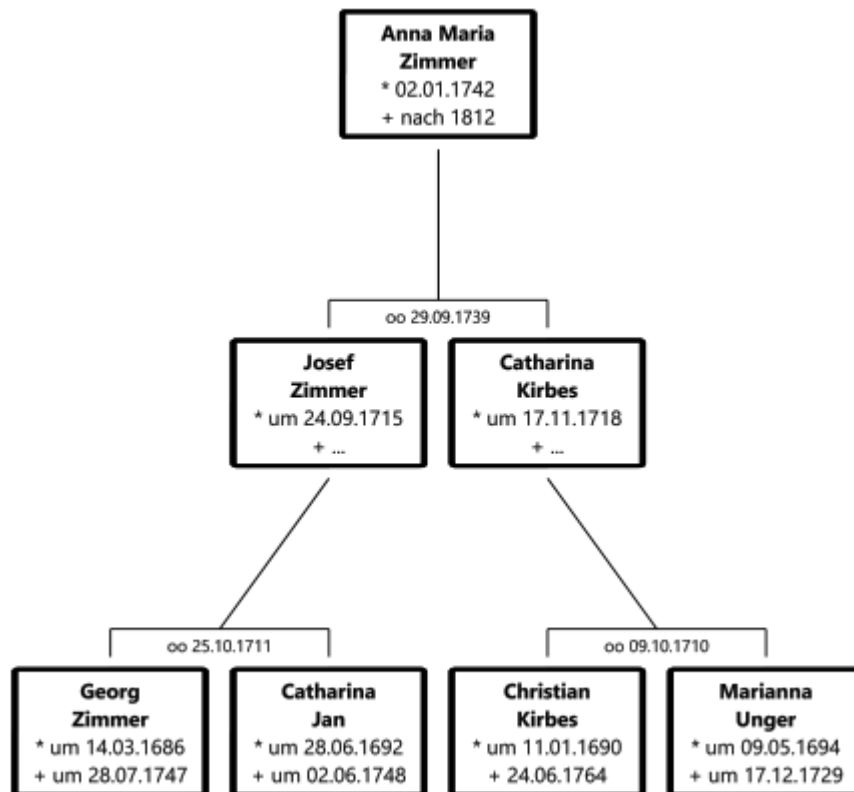 Anna Maria
Zimmer
* 02.01.1742
+ nach 1812
oo 29.09.1739
Josef
Zimmer
* um 24.09.1715
+ ...
Catharina
Kirbes
* um 17.11.1718
+ ...
oo 25.10.1711
oo 09.10.1710
Georg
Zimmer
* um 14.03.1686
+ um 28.07.1747
Catharina
Jan
* um 28.06.1692
+ um 02.06.1748
Christian
Kirbes
* um 11.01.1690
+ 24.06.1764
Marianna
Unger
* um 09.05.1694
+ um 17.12.1729